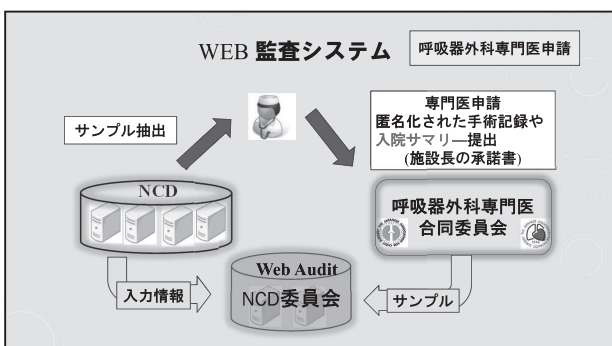 WEB 監査システム
呼吸器外科専門医申請
サンプル抽出
専門医申請
匿名化された手術記録や
入院サマリ―提出
(施設長の承諾書)
NCD
呼吸器外科専門医
合同委員会
Web Audit
NCD委員会
入力情報
サンプル